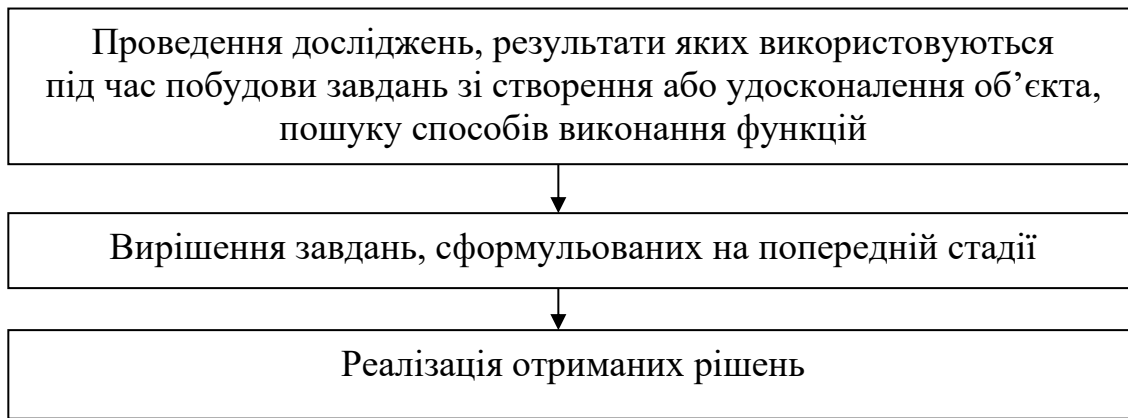 Проведення досліджень, результати яких використовуються
під час побудови завдань зі створення або удосконалення об’єкта,
пошуку способів виконання функцій
Вирішення завдань, сформульованих на попередній стадії
Реалізація отриманих рішень